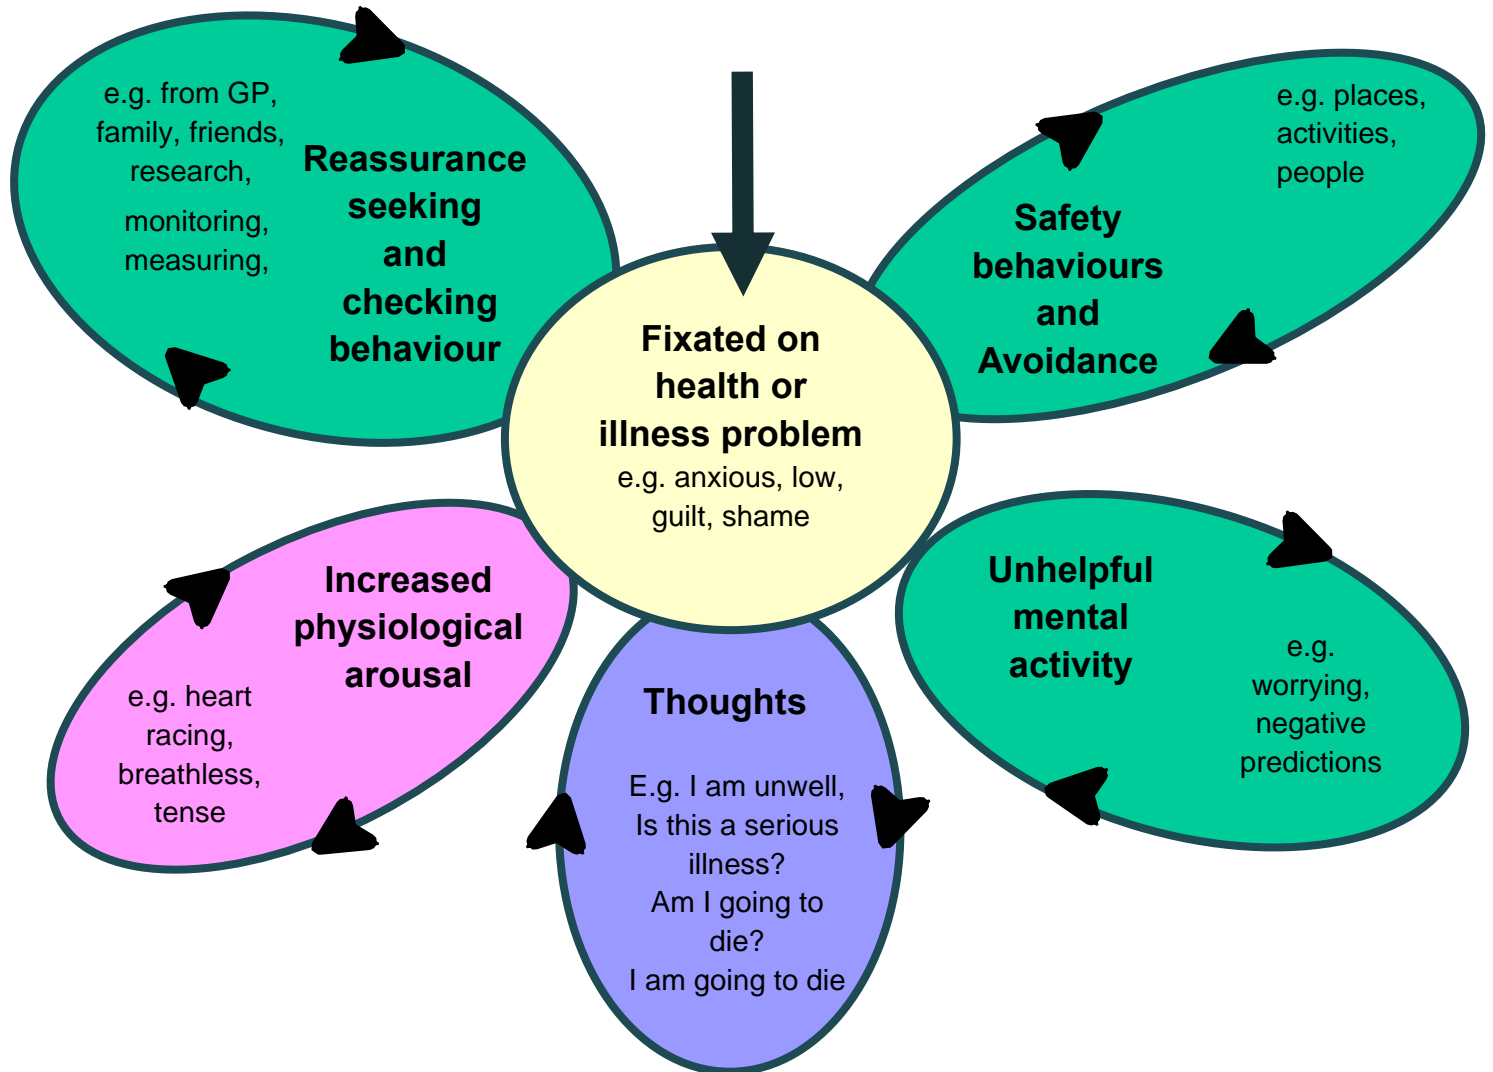 e.g. from GP,
family, friends,
research,
monitoring,
measuring,
Reassurance
seeking
and
checking
behaviour
e.g. places,
activities,
people
Safety
behaviours
and
Avoidance
Fixated on
health or
illness problem
e.g. anxious, low,
guilt, shame
Increased
physiological
arousal
e.g. heart
racing,
breathless,
tense
Thoughts
E.g. I am unwell,
Is this a serious
illness?
Am I going to
die?
I am going to die
Unhelpful
mental
activity
e.g.
worrying,
negative
predictions